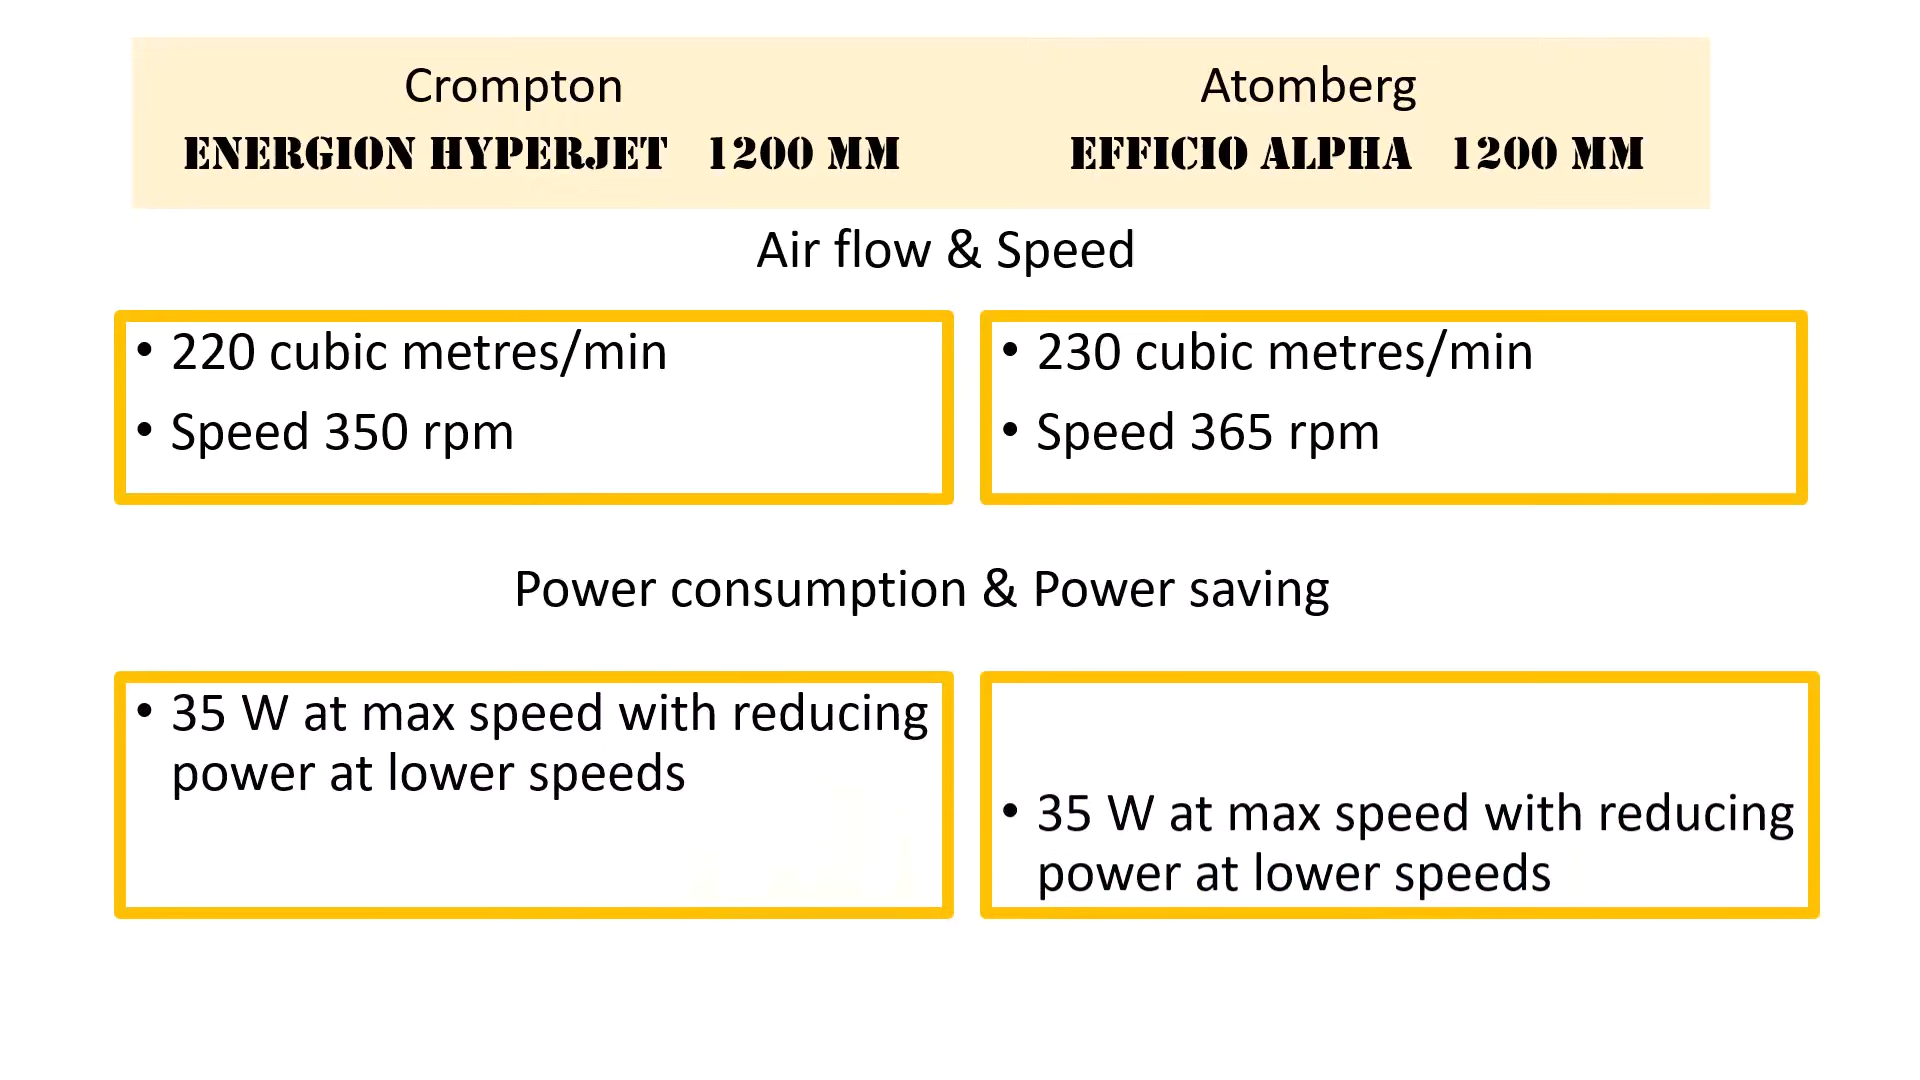 Crompton
ENERGION HYPERJET 1200 MM
Atomberg
EFFICIO ALPHA 1200 MM
Air flow & Speed
• 220 cubic metres/min
• Speed 350 rpm
• 230 cubic metres/min
• Speed 365 rpm
Power consumption & Power saving
• 35 W at max speed with reducing
power at lower speeds
• 35 W at max speed with reducing
power at lower speeds